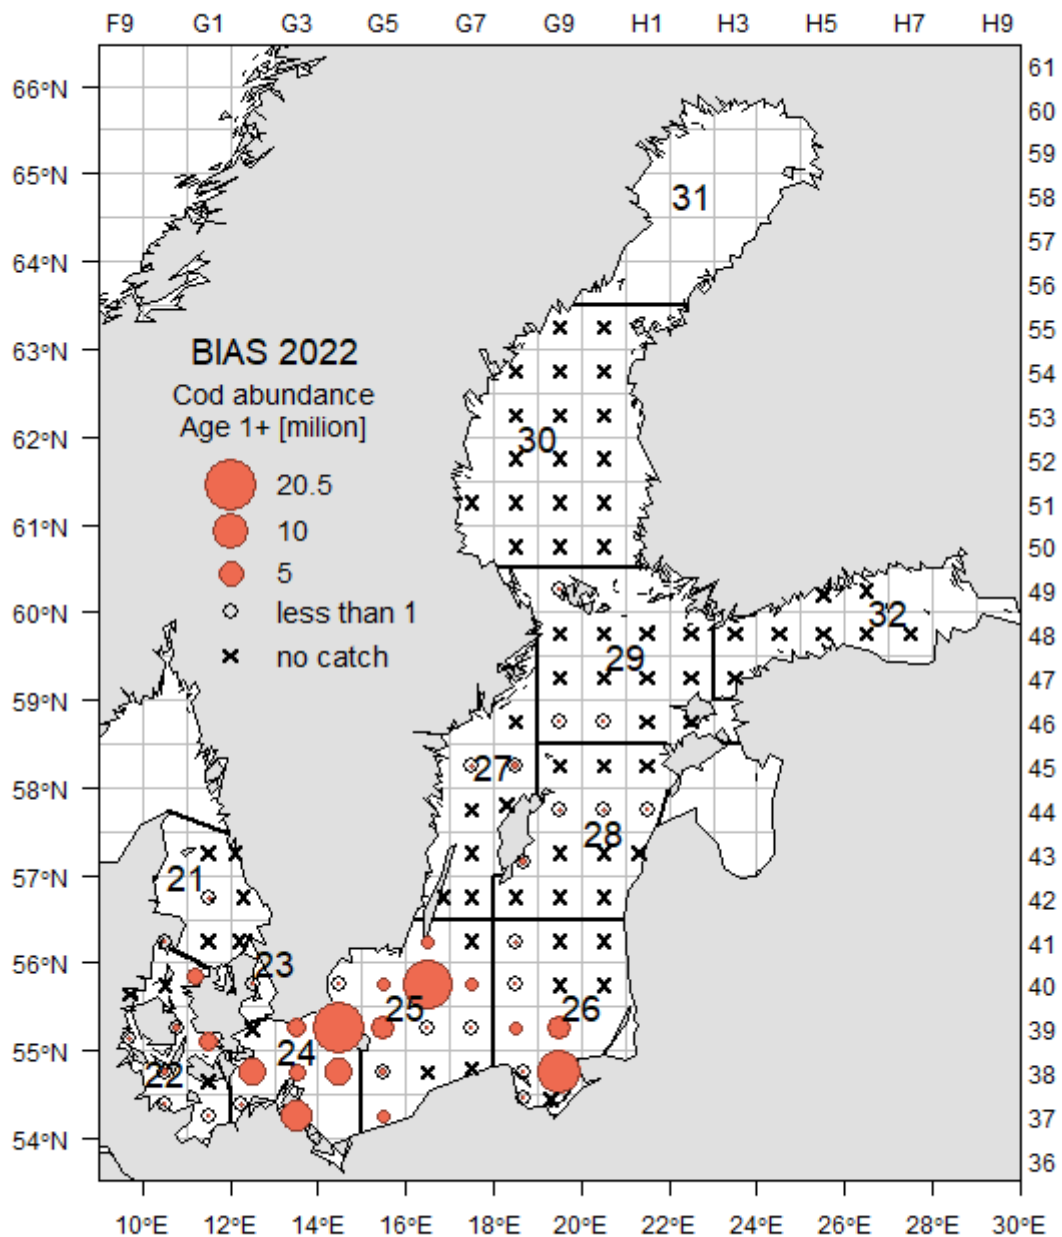 F9 G1 G3 G5 G7 G9 H1 H3 H5 H7 H9
66°N
65°N
64°N
63°N
62°N
61°N
60°N
59°N
58°N
57°N
56°N
55°N
54°N
BIAS 2022
Cod abundance
Age 1+ [milion]
20.5
10
5
less than 1
no catch
31
30
32
29
27
28
21
23
25
26
24
22
61
60
59
58
57
56
55
54
53
52
51
50
49
48
47
46
45
44
43
42
41
40
39
38
37
36
10°E 12°E 14°E 16°E 18°E 20°E 22°E 24°E 26°E 28°E 30°E